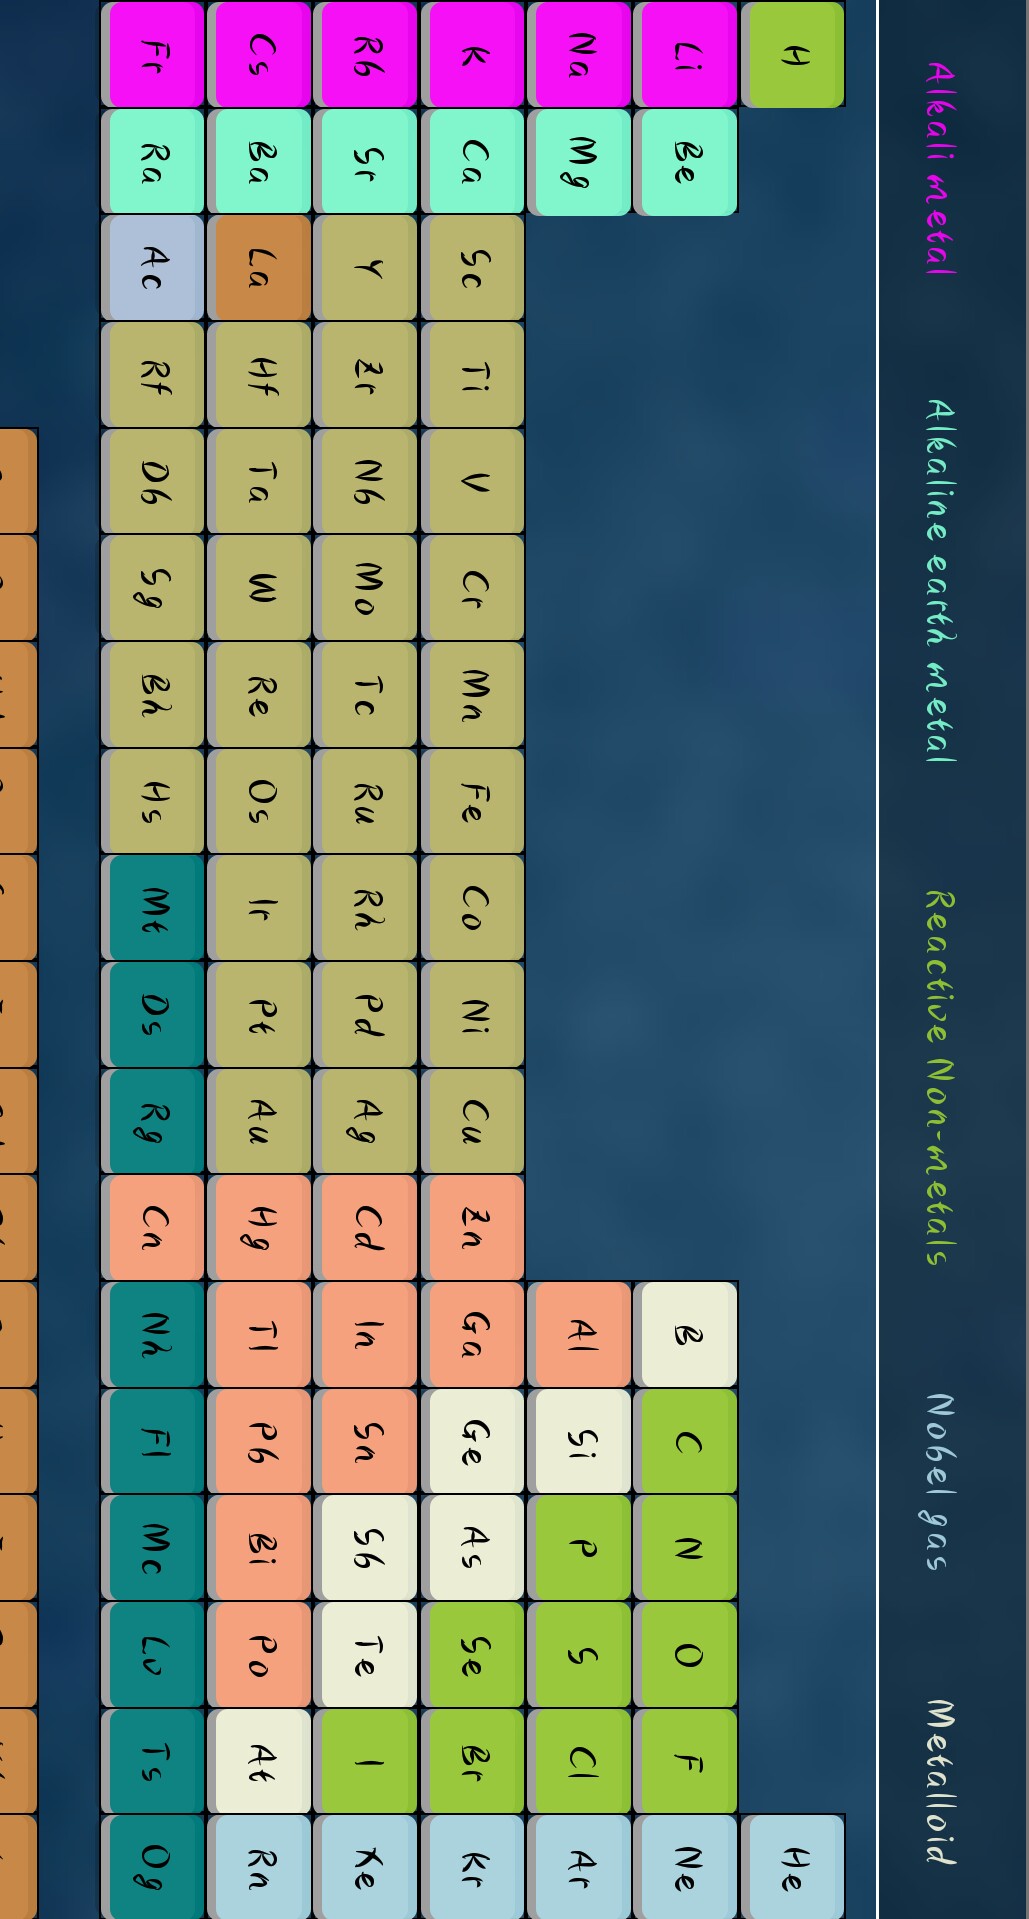 Alkali metal Alkaline earth metal Reactive Non-metals Nobel gas Metalloid
H He
Li Be B C N O F Ne
Na Mg Al Si P S Cl Ar
K Ca Sc Ti V Cr Mn Fe Co Ni Cu Zn Ga Ge As Se Br Kr
Rb Sr Y Zr Nb Mo Tc Ru Rh Pd Ag Cd In Sn Sb Te I Xe
Cs Ba La Hf Ta W Re Os Ir Pt Au Hg Tl Pb Bi Po At Rn
Fr Ra Ac Rf Db Sg Bh Hs Mt Ds Rg Cn Nh Fl Mc Lv Ts Og